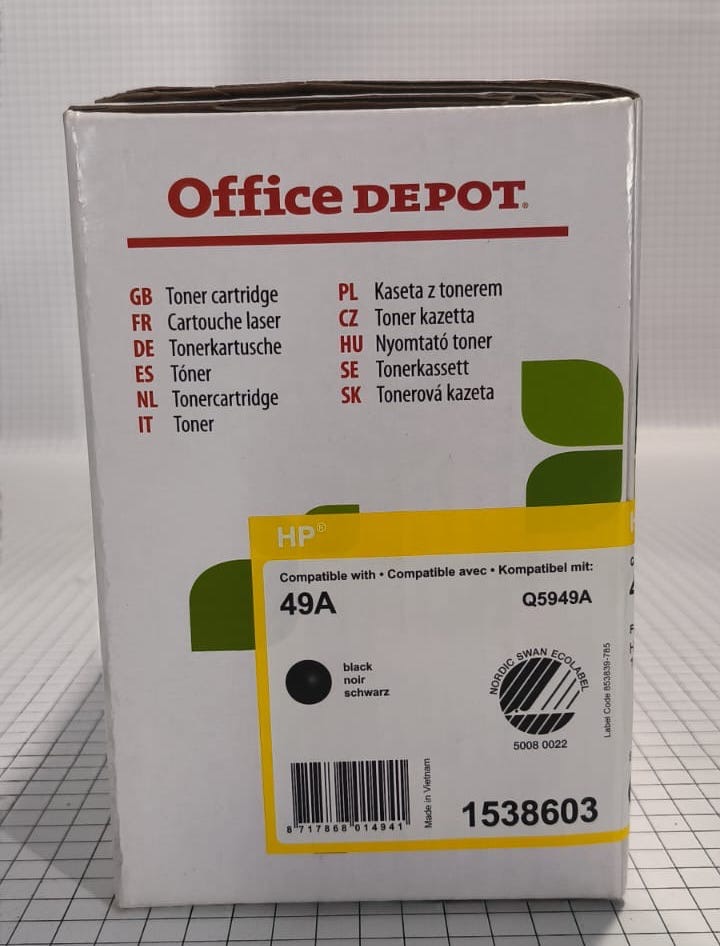 Office DEPOT®
GB Toner cartridge
FR Cartouche laser
DE Tonerkartusche
ES Tóner
NL Tonercartridge
IT Toner
PL Kaseta z tonerem
CZ Toner kazetta
HU Nyomtató toner
SE Tonerkassett
SK Tonerová kazeta
HP®
Compatible with • Compatible avec • Kompatibel mit:
49A
Q5949A
black
noir
schwarz
NORDIC SWAN ECOLABEL
5008 0022
Label Code 853839-785
8 717868 014941
Made in Vietnam
1538603